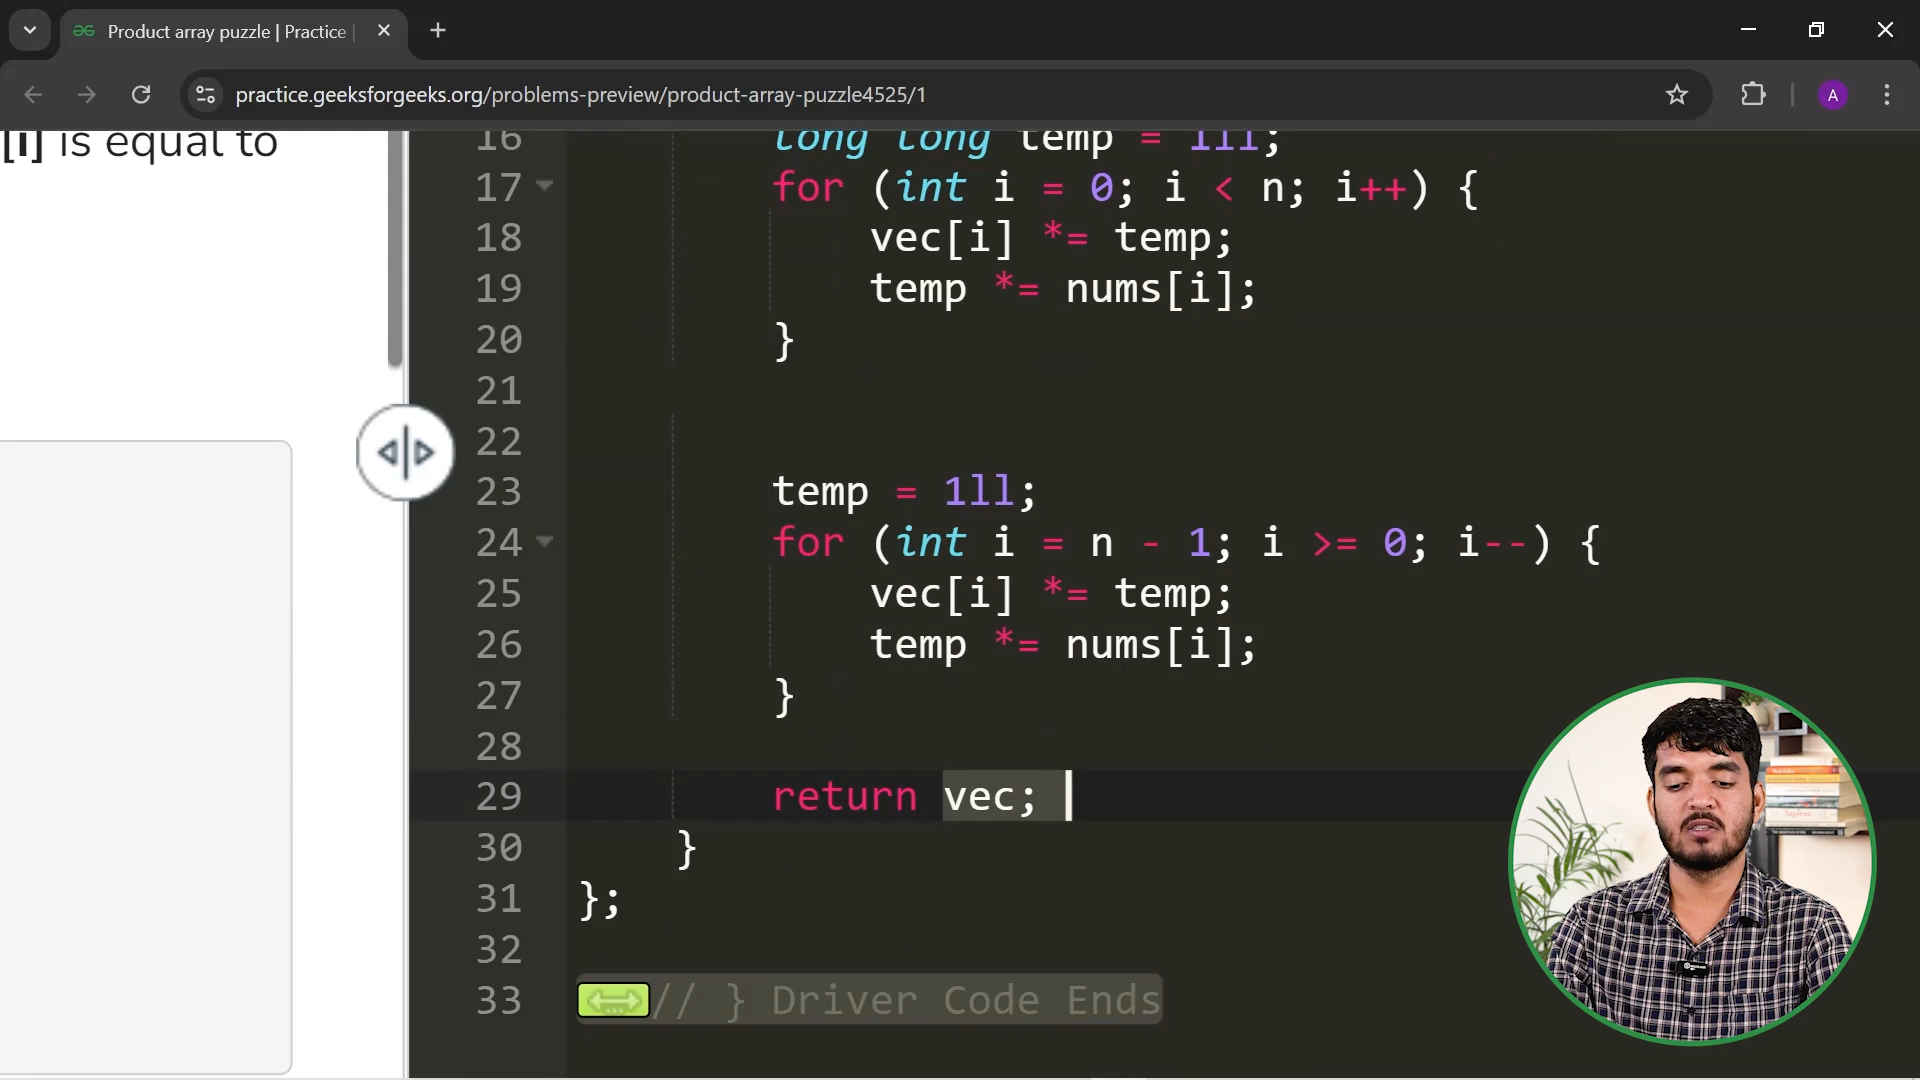 Product array puzzle | Practice |
practice.geeksforgeeks.org/problems-preview/product-array-puzzle4525/1
A
[i] is equal to
16 long long temp = 1ll;
17 for (int i = 0; i < n; i++) {
18 vec[i] *= temp;
19 temp *= nums[i];
20 }
21
22
23 temp = 1ll;
24 for (int i = n - 1; i >= 0; i--) {
25 vec[i] *= temp;
26 temp *= nums[i];
27 }
28
29 return vec;
30 }
31 };
32
33 // } Driver Code Ends